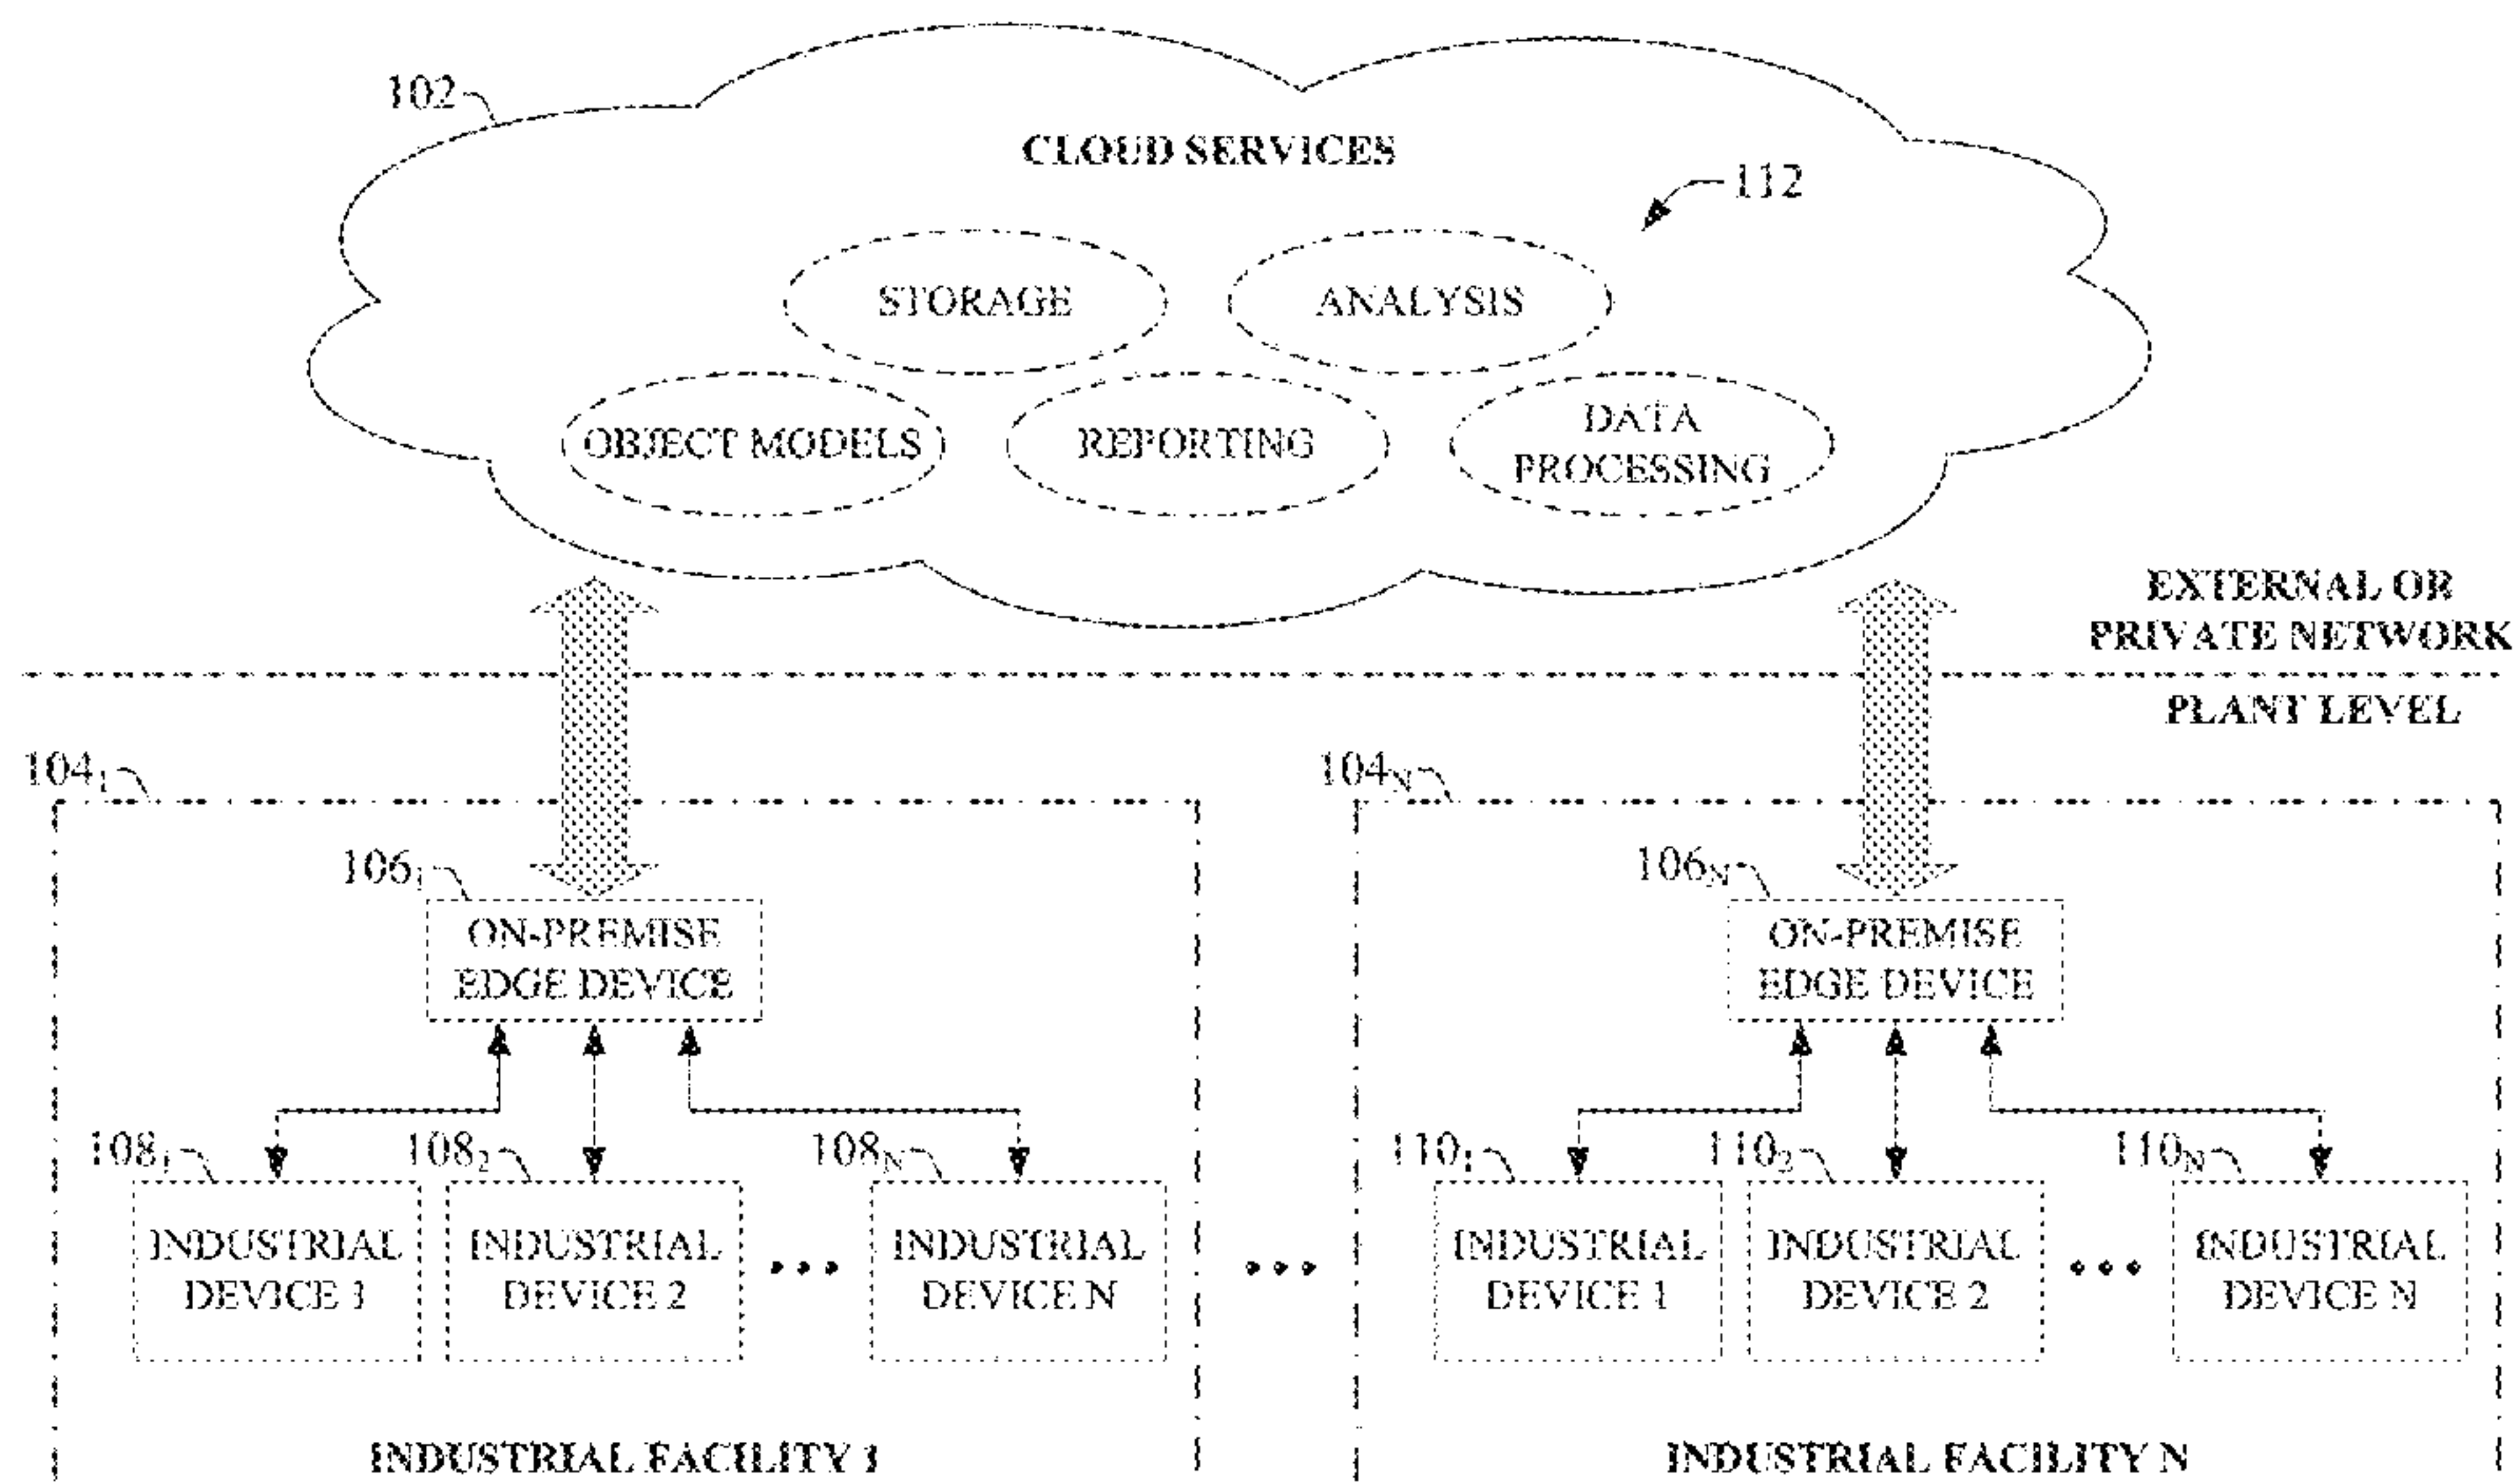 102
CLOUD SERVICES
112
STORAGE
ANALYSIS
OBJECT MODELS
REPORTING
DATA
PROCESSING
EXTERNAL OR
PRIVATE NETWORK
PLANT LEVEL
104₁
104N
106₁
106N
ON-PREMISE
EDGE DEVICE
ON-PREMISE
EDGE DEVICE
108₁
108₂
108N
110₁
110₂
110N
INDUSTRIAL
DEVICE 1
INDUSTRIAL
DEVICE 2
•••
INDUSTRIAL
DEVICE N
•••
INDUSTRIAL
DEVICE 1
INDUSTRIAL
DEVICE 2
•••
INDUSTRIAL
DEVICE N
INDUSTRIAL FACILITY 1
INDUSTRIAL FACILITY N